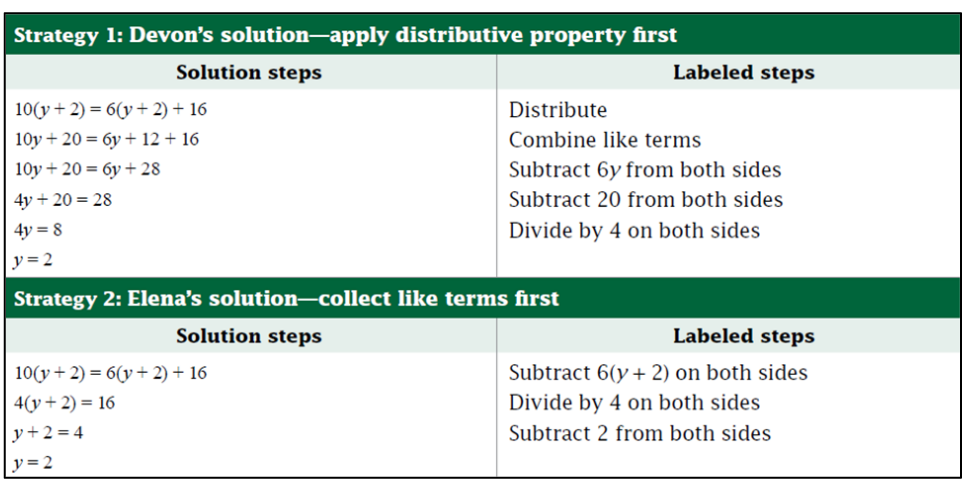 Strategy 1: Devon's solution—apply distributive property first
Solution steps Labeled steps
10(y + 2) = 6(y + 2) + 16 Distribute
10y + 20 = 6y + 12 + 16 Combine like terms
10y + 20 = 6y + 28 Subtract 6y from both sides
4y + 20 = 28 Subtract 20 from both sides
4y = 8 Divide by 4 on both sides
y = 2
Strategy 2: Elena's solution—collect like terms first
Solution steps Labeled steps
10(y + 2) = 6(y + 2) + 16 Subtract 6(y + 2) on both sides
4(y + 2) = 16 Divide by 4 on both sides
y + 2 = 4 Subtract 2 from both sides
y = 2